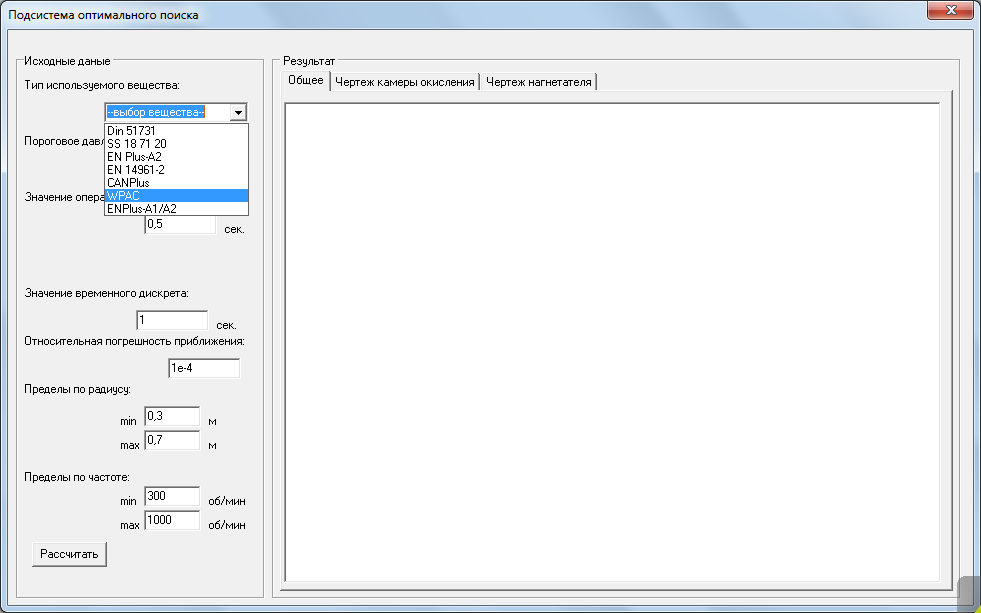 Подсистема оптимального поиска
Исходные даные
Тип используемого вещества:
--выбор вещества--
Din 51731
SS 18 71 20
EN Plus-A2
EN 14961-2
CANPlus
WPAC
ENPlus-A1/A2
Пороговое давл
Значение опера
0,5 сек.
Значение временного дискрета:
1 сек.
Относительная погрешность приближения:
1e-4
Пределы по радиусу:
min 0,3 м
max 0,7 м
Пределы по частоте:
min 300 об/мин
max 1000 об/мин
Рассчитать
Результат
Общее Чертеж камеры окисления Чертеж нагнетателя